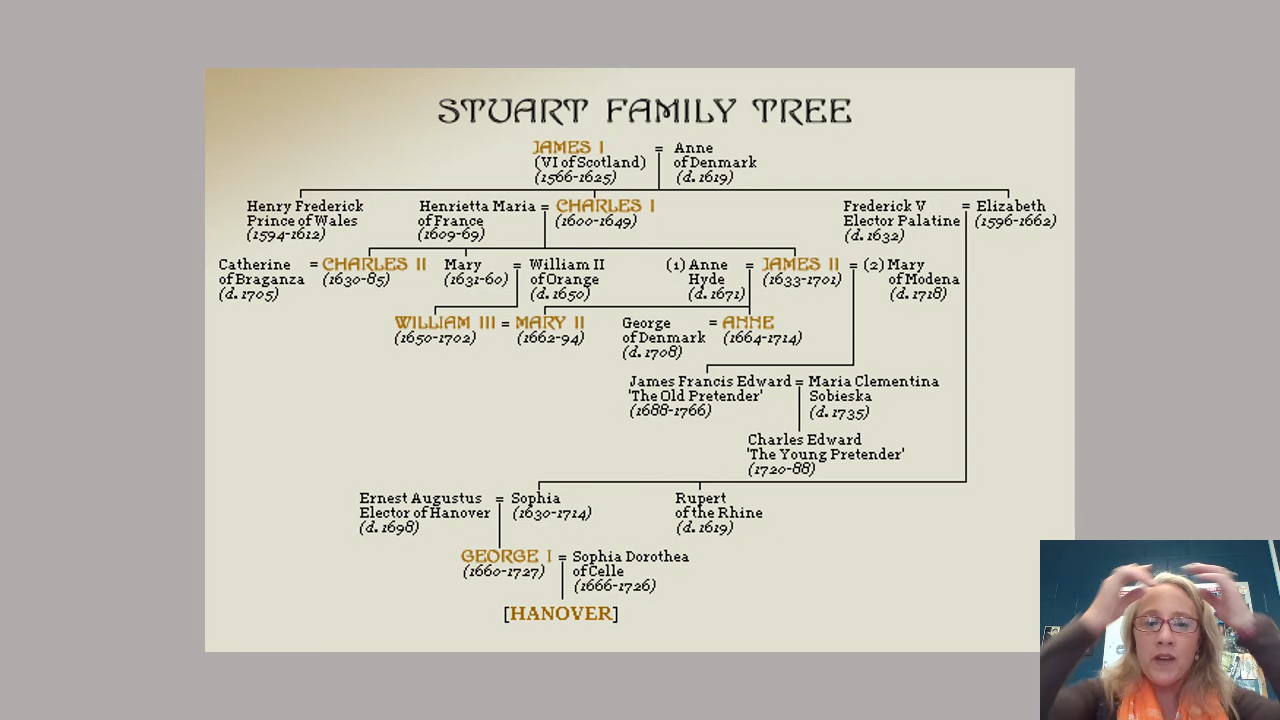 STUART FAMILY TREE
JAMES I = Anne
(VI of Scotland) of Denmark
(1566-1625) (d. 1619)
Henry Frederick Henrietta Maria = CHARLES I Frederick V = Elizabeth
Prince of Wales of France (1600-1649) Elector Palatine (1596-1662)
(1594-1612) (1609-69) (d. 1632)
Catherine = CHARLES II Mary = William II (1) Anne = JAMES II = (2) Mary
of Braganza (1630-85) (1631-60) of Orange Hyde (1633-1701) of Modena
(d. 1705) (d. 1650) (d. 1671) (d. 1718)
WILLIAM III = MARY II George = ANNE
(1650-1702) (1662-94) of Denmark (1664-1714)
(d. 1708)
James Francis Edward = Maria Clementina
'The Old Pretender' Sobieska
(1688-1766) (d. 1735)
Charles Edward
'The Young Pretender'
(1720-88)
Ernest Augustus = Sophia Rupert
Elector of Hanover (1630-1714) of the Rhine
(d. 1698) (d. 1619)
GEORGE I = Sophia Dorothea
(1660-1727) of Celle
(1666-1726)
[HANOVER]